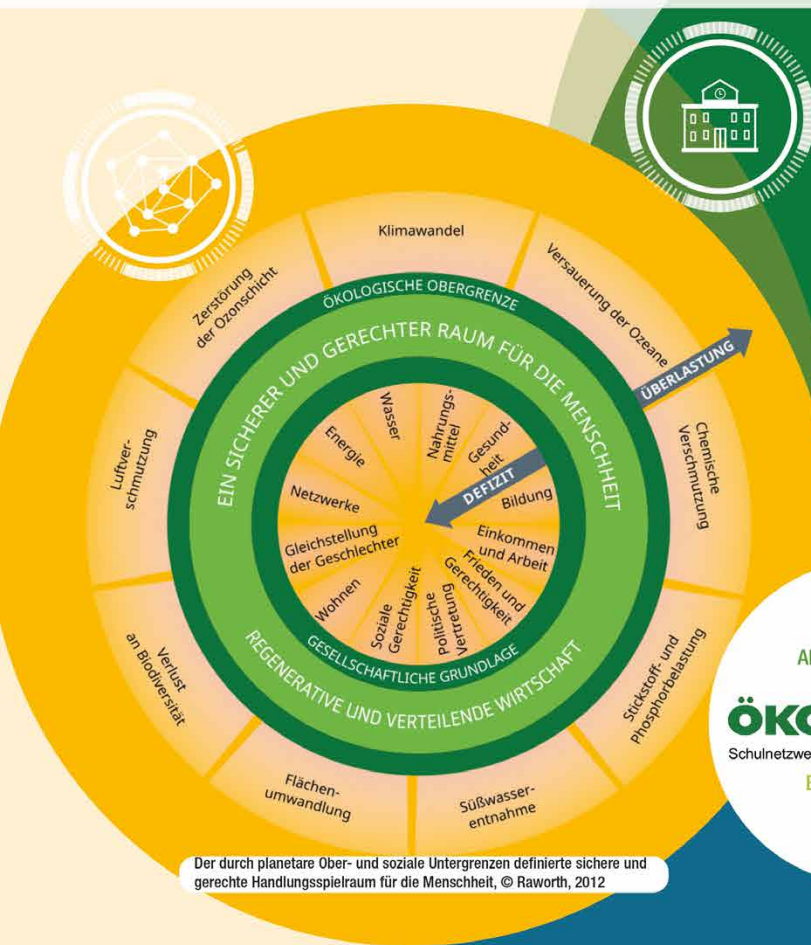 Klimawandel
Versauerung der Ozeane
Chemische
Verschmutzung
Stickstoff- und
Phosphorbelastung
Süßwasser-
entnahme
Flächen-
umwandlung
Verlust
an Biodiversität
Luftver-
schmutzung
Zerstörung
der Ozonschicht
ÜBERLASTUNG
ÖKOLOGISCHE OBERGRENZE
EIN SICHERER UND GERECHTER RAUM FÜR DIE MENSCHHEIT
Wasser
Nahrungs-
mittel
Gesund-
heit
DEFIZIT
Bildung
Einkommen
und Arbeit
Frieden und
Gerechtigkeit
Politische
Vertretung
Soziale
Gerechtigkeit
Wohnen
Gleichstellung
der Geschlechter
Netzwerke
Energie
GESELLSCHAFTLICHE GRUNDLAGE
REGENERATIVE UND VERTEILENDE WIRTSCHAFT
Der durch planetare Ober- und soziale Untergrenzen definierte sichere und
gerechte Handlungsspielraum für die Menschheit, © Raworth, 2012